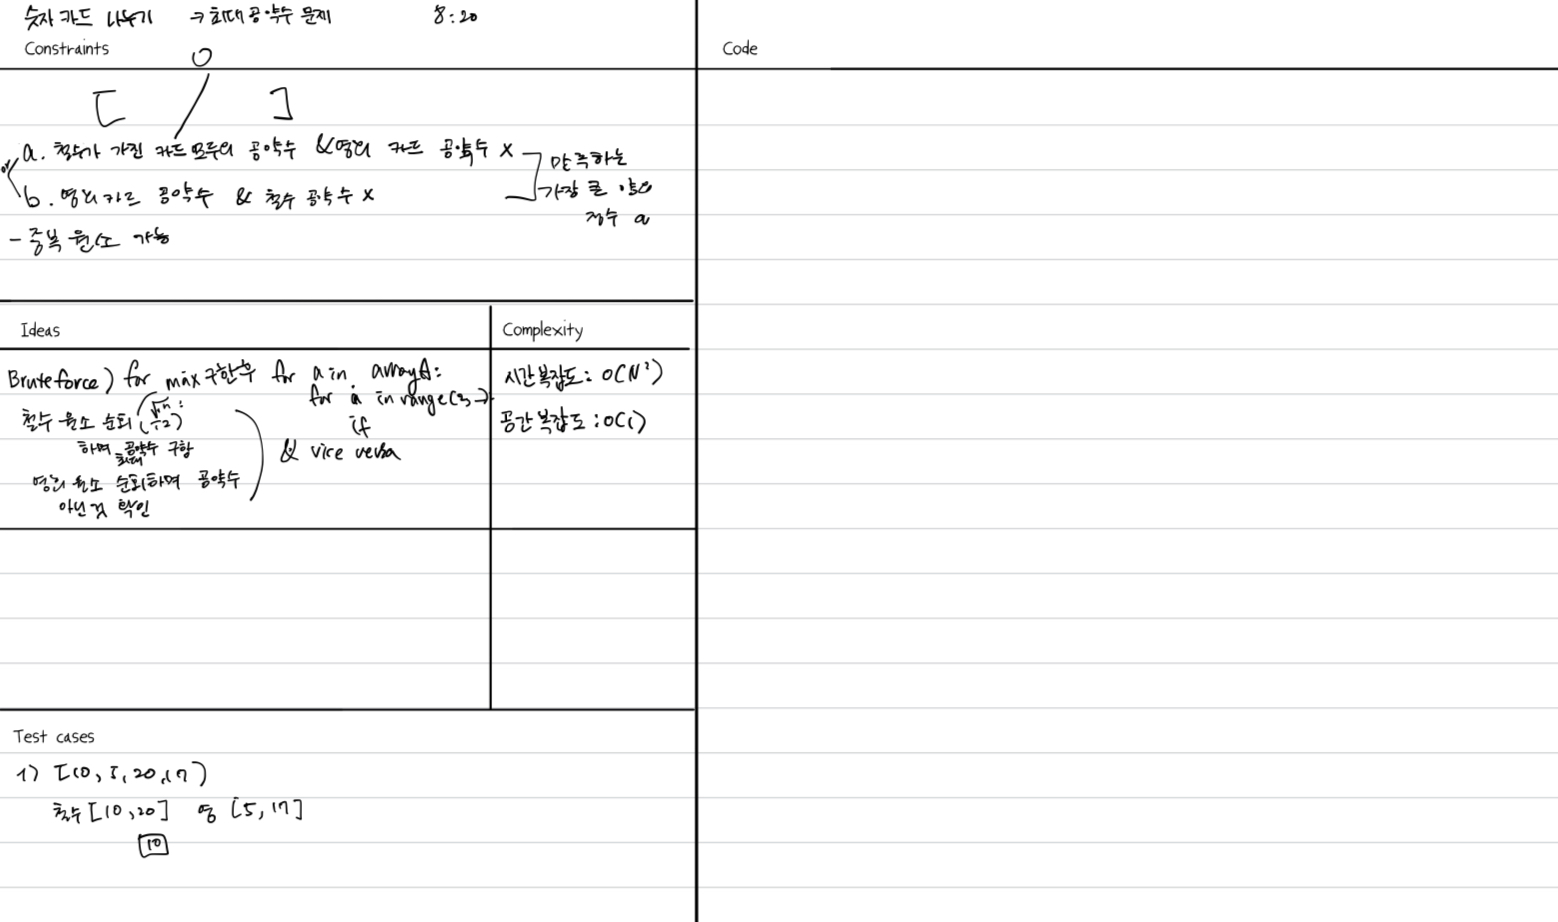 숫자 카드 나누기 → 최대공약수 문제 8:20
Constraints
0
[ / ]
or
a. 철수가 가진 카드 모두의 공약수 & 영희 카드 공약수 x
b. 영희 카드 공약수 & 철수 공약수 x
만족하는
가장 큰 양의
정수 a
- 중복 원소 가능
Ideas
Bruteforce) for max 구한후 for a in arrayA:
for a in range(3, →)
if
& vice versa
철수 원소 순회 (√n ÷2)
하며 공약수 구함
최대
영희 원소 순회하며 공약수
아닌것 확인
Complexity
시간 복잡도 : O(N²)
공간 복잡도 : O(1)
Test cases
1) [10, 5, 20, 17]
철수 [10, 20] 영 [5, 17]
10
Code